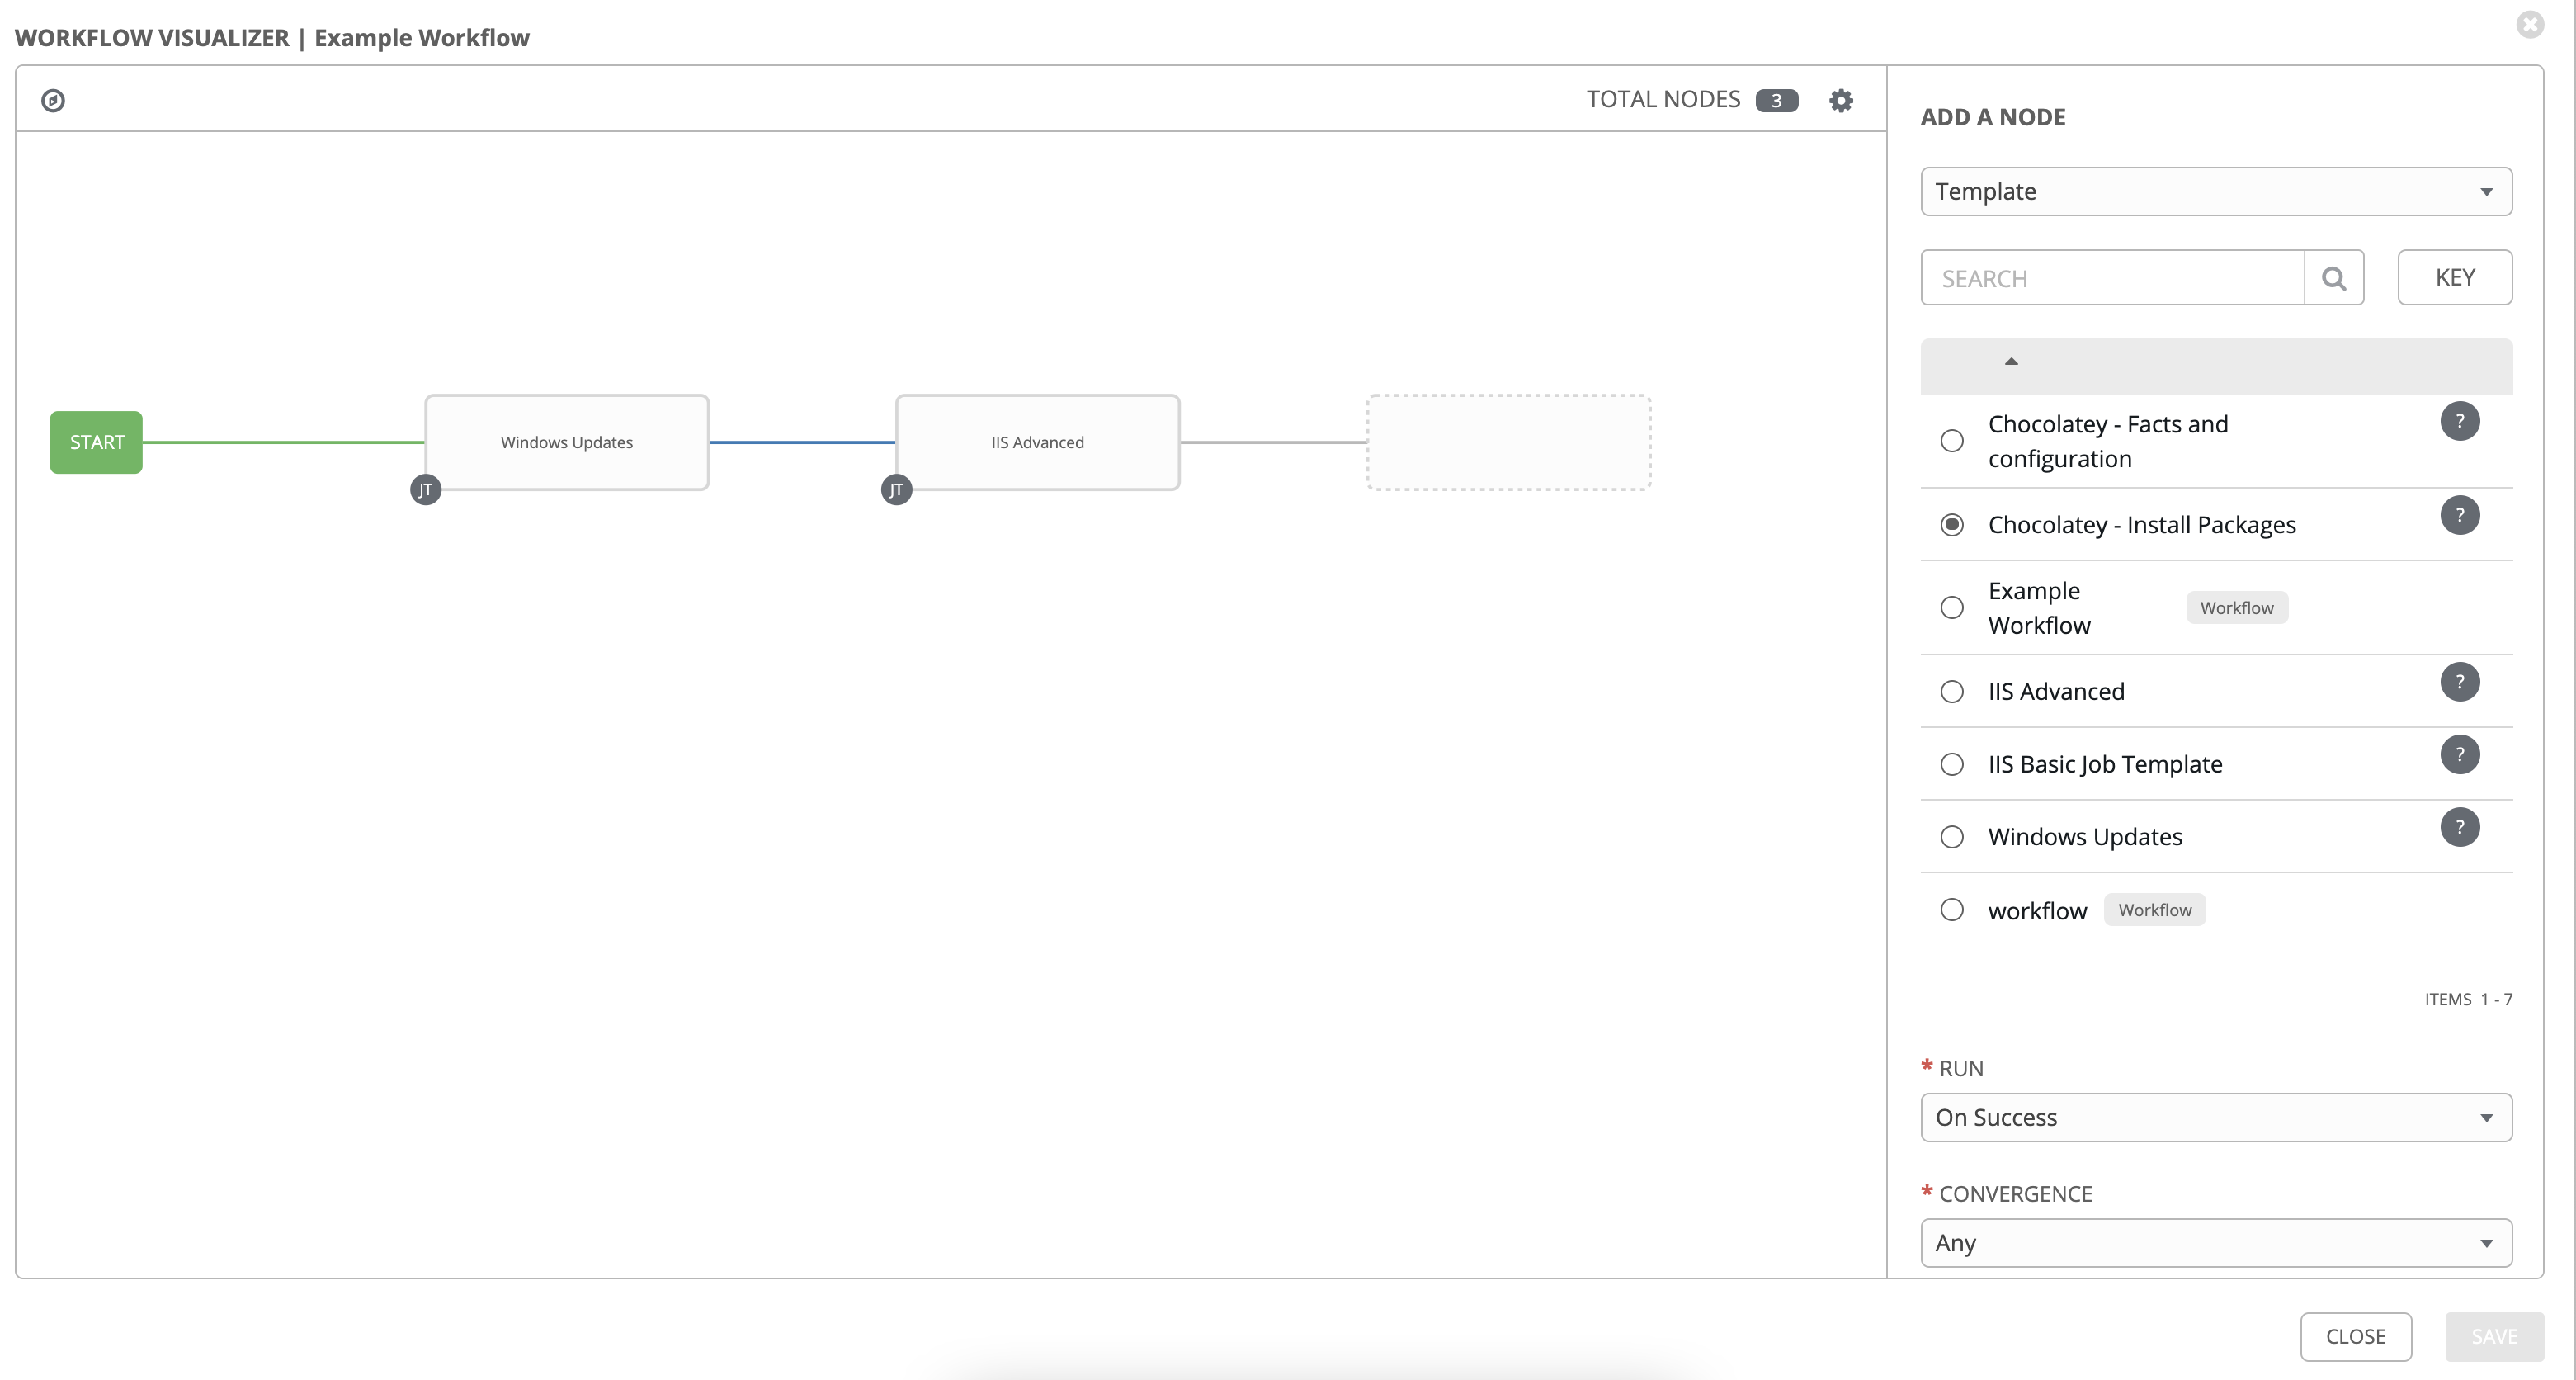 WORKFLOW VISUALIZER | Example Workflow
TOTAL NODES 3
START
Windows Updates
JT
IIS Advanced
JT
ADD A NODE
Template
SEARCH
KEY
Chocolatey - Facts and
configuration
?
Chocolatey - Install Packages
?
Example
Workflow
Workflow
IIS Advanced
?
IIS Basic Job Template
?
Windows Updates
?
workflow Workflow
ITEMS 1 - 7
* RUN
On Success
* CONVERGENCE
Any
CLOSE
SAVE